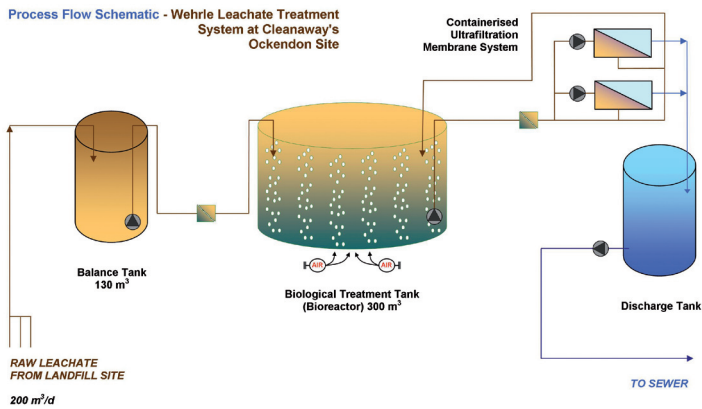 Process Flow Schematic - Wehrle Leachate Treatment
System at Cleanaway's
Ockendon Site
Containerised
Ultrafiltration
Membrane System
Balance Tank
130 m³
AIR
AIR
Biological Treatment Tank
(Bioreactor) 300 m³
Discharge Tank
RAW LEACHATE
FROM LANDFILL SITE
200 m³/d
TO SEWER